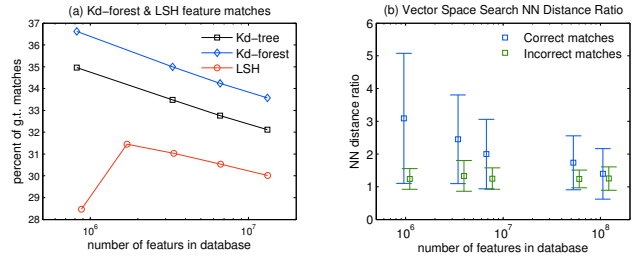 (a) Kd−forest & LSH feature matches
37
36
35
34
33
32
31
30
29
28
percent of g.t. matches
Kd−tree
Kd−forest
LSH
10^6
10^7
number of featurs in database
(b) Vector Space Search NN Distance Ratio
6
5
4
3
2
1
0
NN distance ratio
Correct matches
Incorrect matches
10^6
10^7
10^8
number of features in database